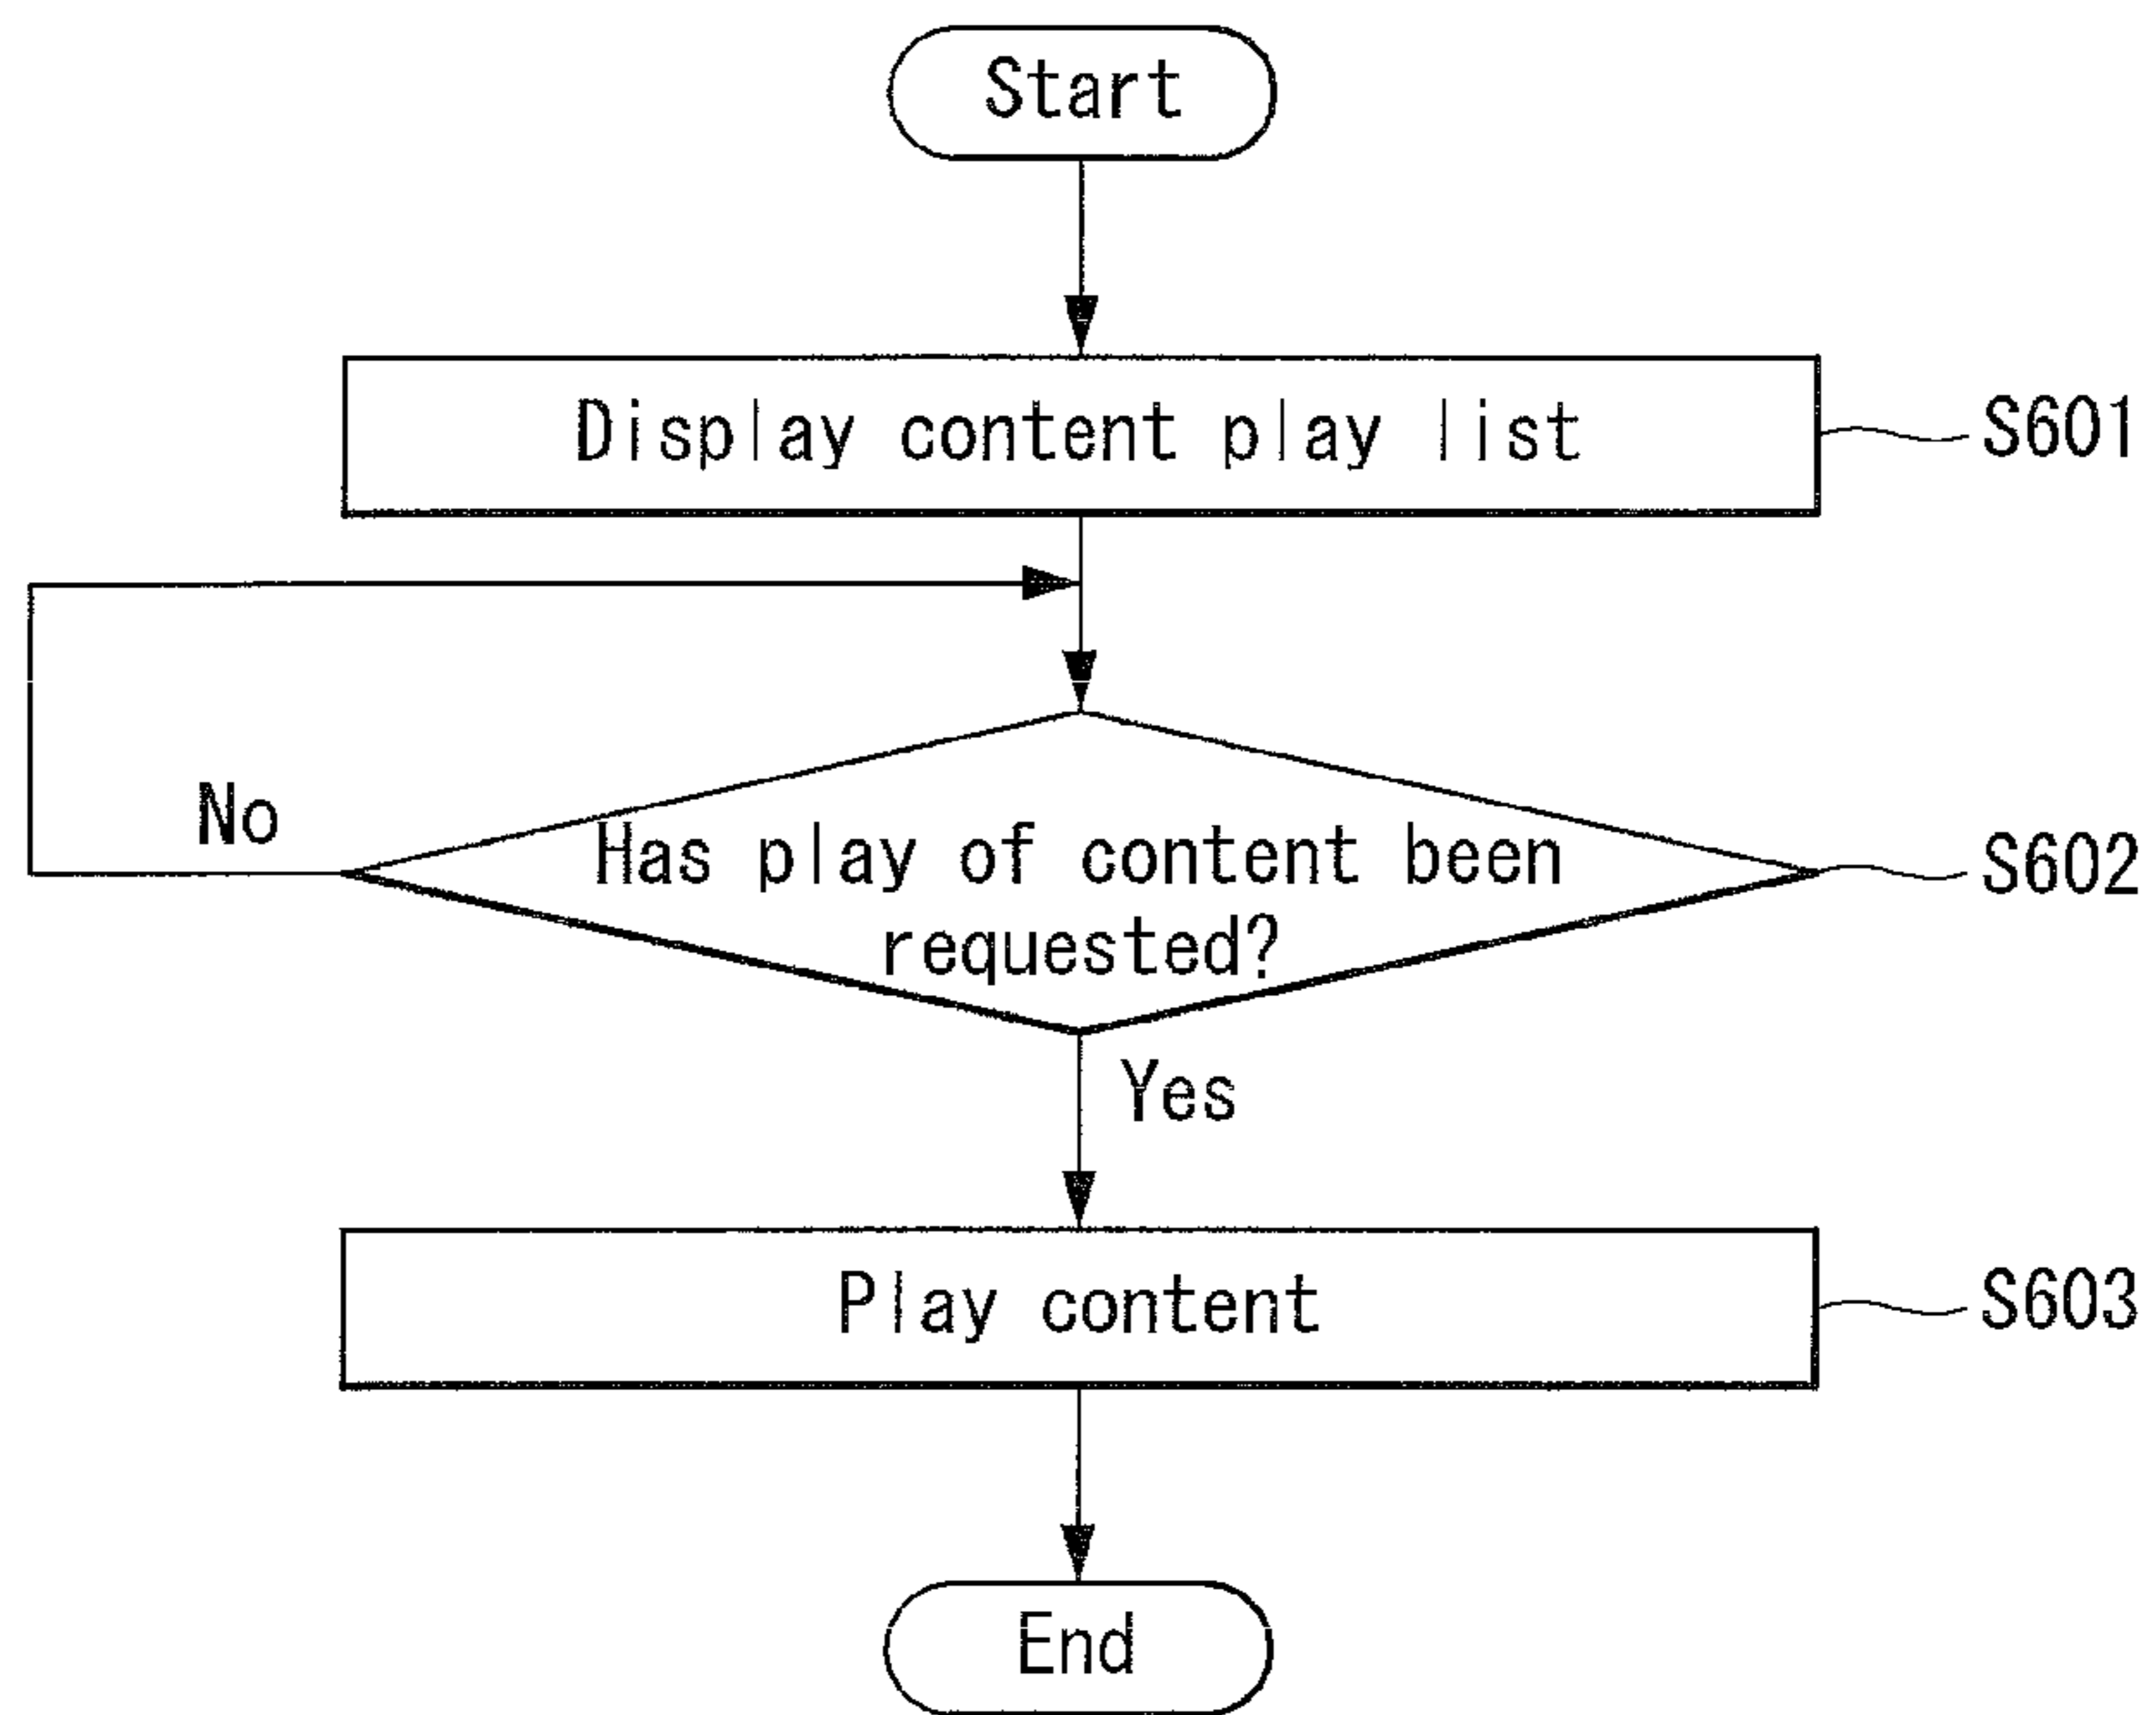 Start
Display content play list
S601
No
Has play of content been
requested?
S602
Yes
Play content
S603
End